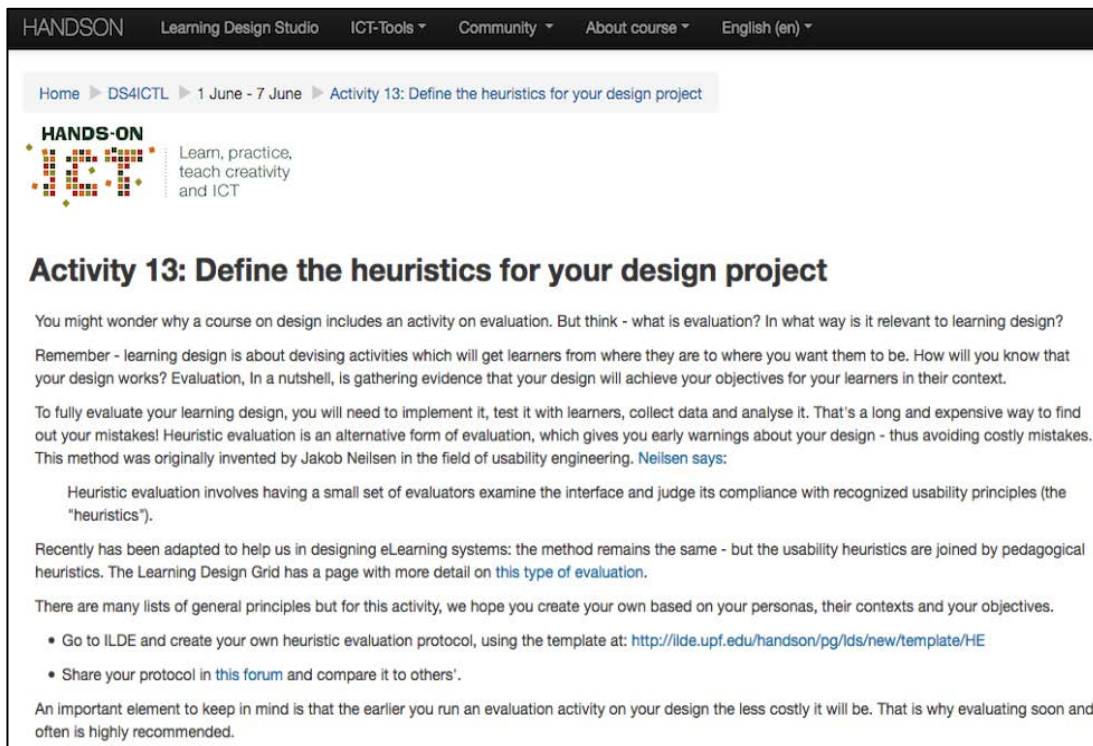 HANDSON Learning Design Studio ICT-Tools Community About course English (en)
Home DS4ICTL 1 June - 7 June Activity 13: Define the heuristics for your design project
HANDS-ON
ICT
Learn, practice,
teach creativity
and ICT
Activity 13: Define the heuristics for your design project
You might wonder why a course on design includes an activity on evaluation. But think - what is evaluation? In what way is it relevant to learning design?
Remember - learning design is about devising activities which will get learners from where they are to where you want them to be. How will you know that
your design works? Evaluation, In a nutshell, is gathering evidence that your design will achieve your objectives for your learners in their context.
To fully evaluate your learning design, you will need to implement it, test it with learners, collect data and analyse it. That's a long and expensive way to find
out your mistakes! Heuristic evaluation is an alternative form of evaluation, which gives you early warnings about your design - thus avoiding costly mistakes.
This method was originally invented by Jakob Neilsen in the field of usability engineering. Neilsen says:
Heuristic evaluation involves having a small set of evaluators examine the interface and judge its compliance with recognized usability principles (the
"heuristics").
Recently has been adapted to help us in designing eLearning systems: the method remains the same - but the usability heuristics are joined by pedagogical
heuristics. The Learning Design Grid has a page with more detail on this type of evaluation.
There are many lists of general principles but for this activity, we hope you create your own based on your personas, their contexts and your objectives.
• Go to ILDE and create your own heuristic evaluation protocol, using the template at: http://ilde.upf.edu/handson/pg/lds/new/template/HE
• Share your protocol in this forum and compare it to others'.
An important element to keep in mind is that the earlier you run an evaluation activity on your design the less costly it will be. That is why evaluating soon and
often is highly recommended.